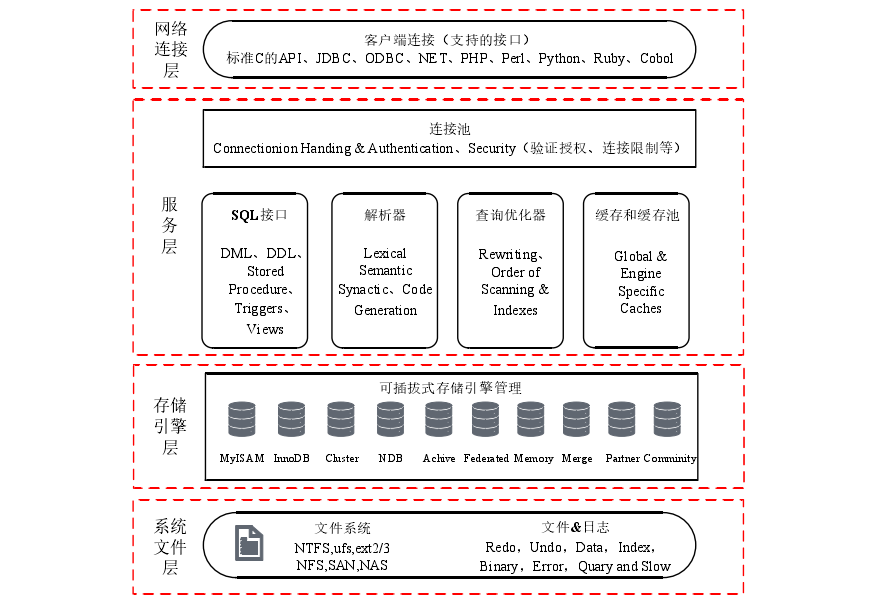 网络
连接
层
客户端连接（支持的接口）
标准C的API、JDBC、ODBC、NET、PHP、Perl、Python、Ruby、Cobol
服
务
层
连接池
Connectionion Handing & Authentication、Security（验证授权、连接限制等）
SQL接口
DML、DDL、
Stored
Procedure、
Triggers、
Views
解析器
Lexical
Semantic
Synactic、Code
Generation
查询优化器
Rewriting、
Order of
Scanning &
Indexes
缓存和缓存池
Global &
Engine
Specific
Caches
存储
引擎
层
可插拔式存储引擎管理
MyISAM InnoDB Cluster NDB Achive Federated Memory Merge Partner Comminity
系统
文件
层
文件系统
NTFS,ufs,ext2/3
NFS,SAN,NAS
文件&日志
Redo，Undo，Data，Index，
Binary，Error，Quary and Slow